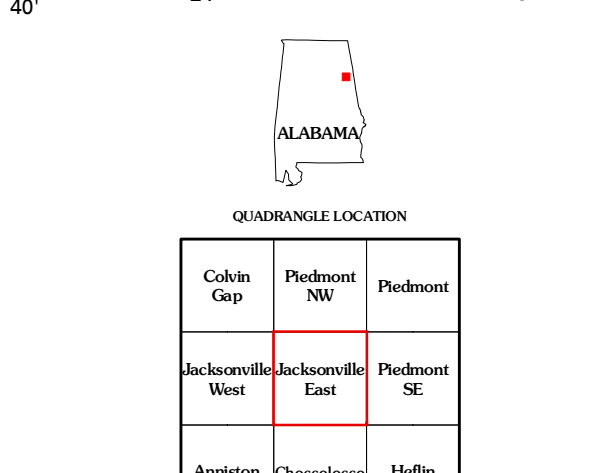 40'
ALABAMA
QUADRANGLE LOCATION
Colvin
Gap
Piedmont
NW
Piedmont
Jacksonville
West
Jacksonville
East
Piedmont
SE
Anniston
Choccolocco
Heflin